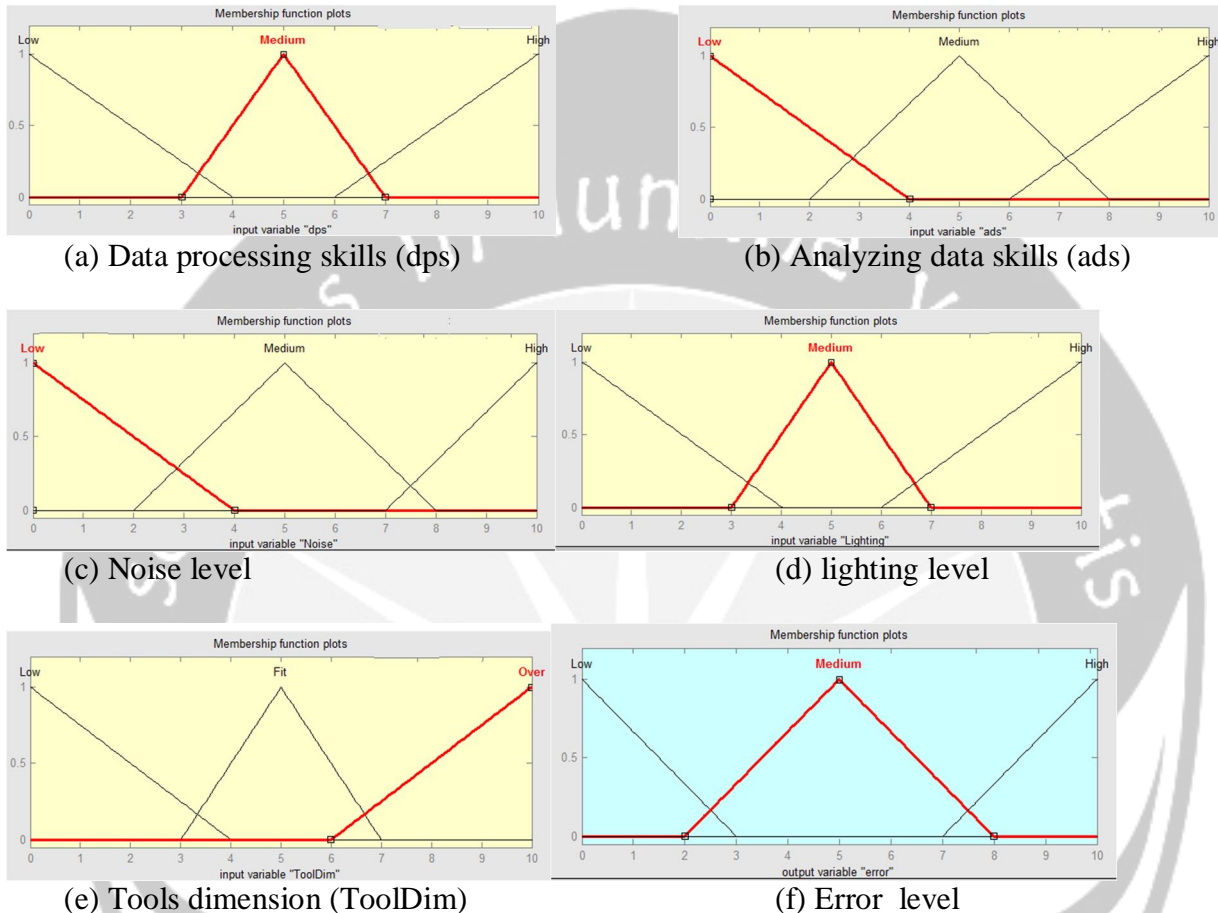 Membership function plots
Low Medium High
1
0.5
0
0 1 2 3 4 5 6 7 8 9 10
input variable "dps"
(a) Data processing skills (dps)
Membership function plots
Low Medium High
1
0.5
0
0 1 2 3 4 5 6 7 8 9 10
input variable "ads"
(b) Analyzing data skills (ads)
Membership function plots
Low Medium High
1
0.5
0
0 1 2 3 4 5 6 7 8 9 10
input variable "Noise"
(c) Noise level
Membership function plots
Low Medium High
1
0.5
0
0 1 2 3 4 5 6 7 8 9 10
input variable "Lighting"
(d) lighting level
Membership function plots
Low Fit Over
1
0.5
0
0 1 2 3 4 5 6 7 8 9 10
input variable "ToolDim"
(e) Tools dimension (ToolDim)
Membership function plots
Low Medium High
1
0.5
0
0 1 2 3 4 5 6 7 8 9 10
output variable "error"
(f) Error level